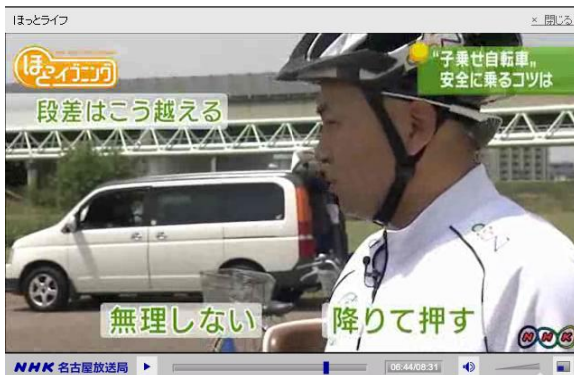 ほっとライフ
× 閉じる
ほっとイブニング
"子乗せ自転車„
安全に乗るコツは
段差はこう越える
無理しない 降りて押す
NHK
NHK 名古屋放送局
06:44/08:31